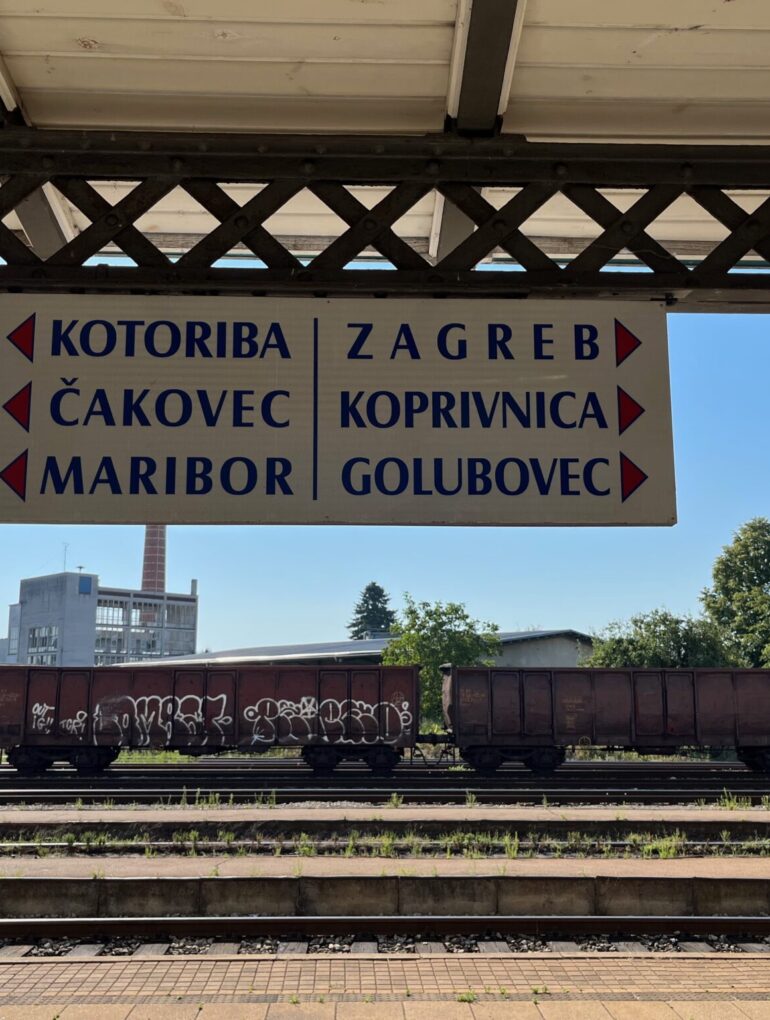 KOTORIBA
ČAKOVEC
MARIBOR
ZAGREB
KOPRIVNICA
GOLUBOVEC